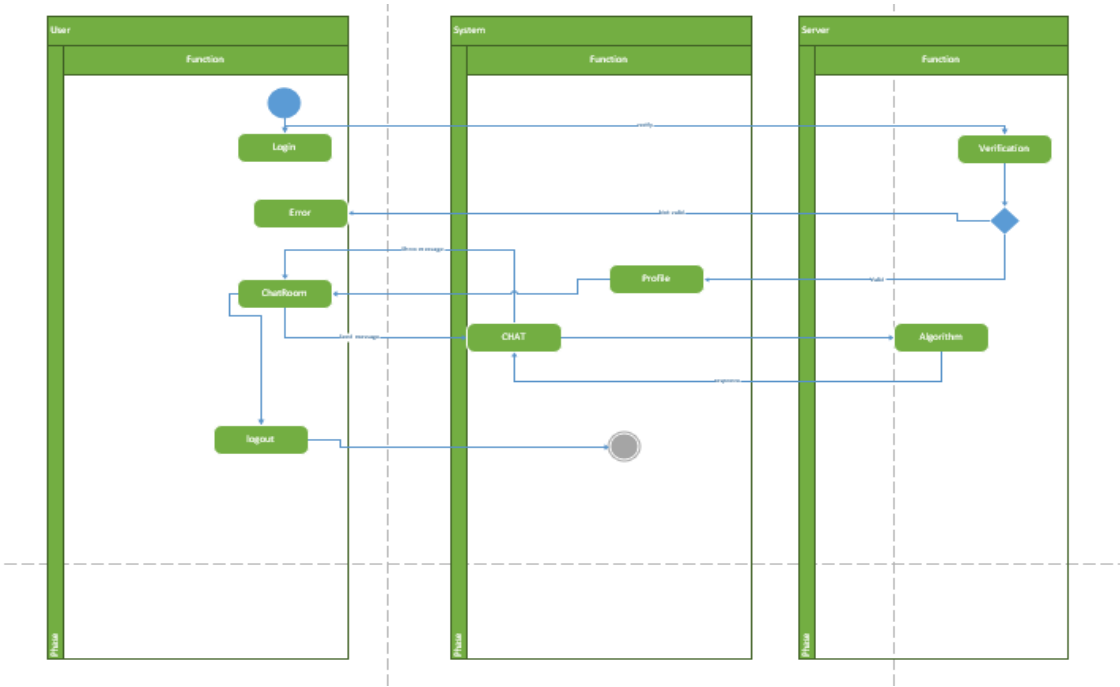 User
System
Server
Function
Function
Function
Login
verify
Verification
Error
Not valid
Show message
Profile
Valid
ChatRoom
Send message
CHAT
Algorithm
response
logout
Phase
Phase
Phase